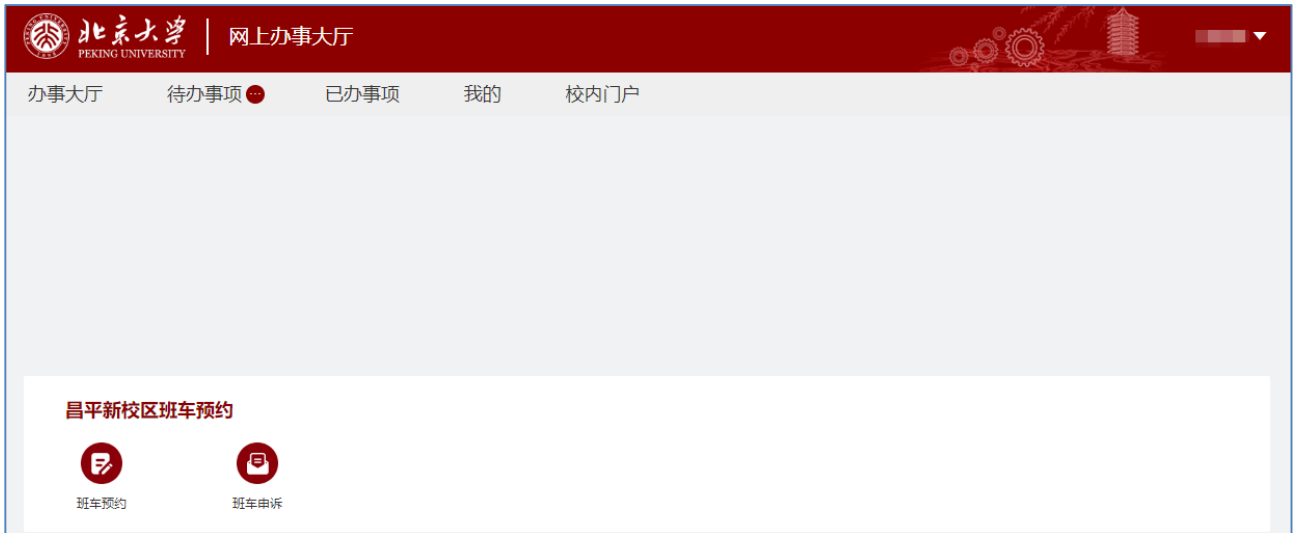 北京大学 网上办事大厅
PEKING UNIVERSITY
办事大厅 待办事项 已办事项 我的 校内门户
昌平新校区班车预约
班车预约 班车申诉